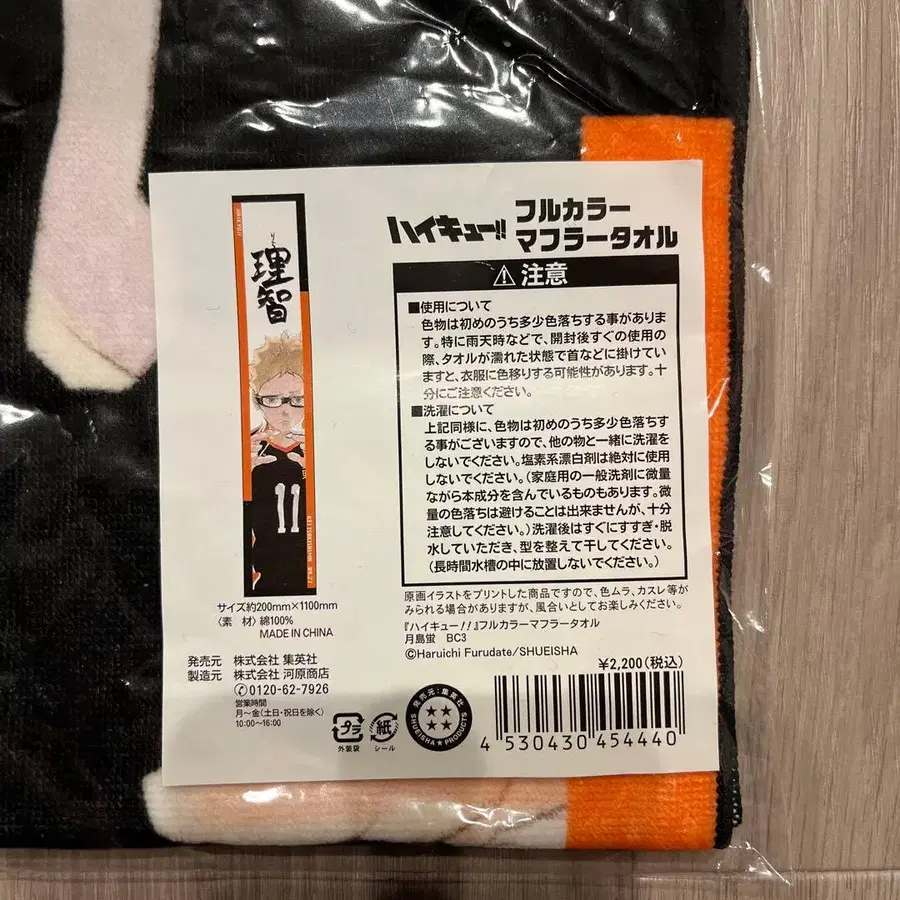 ハイキュー!!
フルカラー
マフラータオル
⚠注意
■使用について
色物は初めのうち多少色落ちする事がありま
す。特に雨天時などで、開封後すぐの使用の
際、タオルが濡れた状態で首などに掛けてい
ますと、衣服に色移りする可能性があります。十
分にご注意ください。
■洗濯について
上記同様に、色物は初めのうち多少色落ちす
る事がございますので、他の物と一緒に洗濯を
しないでください。塩素系漂白剤は絶対に使用
しないでください。(家庭用の一般洗剤に微量
ながら本成分を含んでいるものもあります。微
量の色落ちは避けることは出来ませんが、十分
注意してください。)洗濯後はすぐにすすぎ・脱
水していただき、型を整えて干してください。
(長時間水槽の中に放置しないでください。)
原画イラストをプリントした商品ですので、色ムラ、カスレ等が
みられる場合がありますが、風合いとしてお楽しみください。
『ハイキュー!!』フルカラーマフラータオル
月島蛍 BC3
©Haruichi Furudate/SHUEISHA
¥2,200(税込)
4 530430 454440
理智
りち
11
KEI TSUKISHIMA
サイズ約200mm×1100mm
〈素 材〉綿100%
MADE IN CHINA
発売元 株式会社 集英社
製造元 株式会社 河原商店
✆0120-62-7926
営業時間
月〜金(土日・祝日を除く)
10:00〜16:00
プラ
外装袋
紙
シール
発売元:集英社
SHUEISHA★PRODUCTS